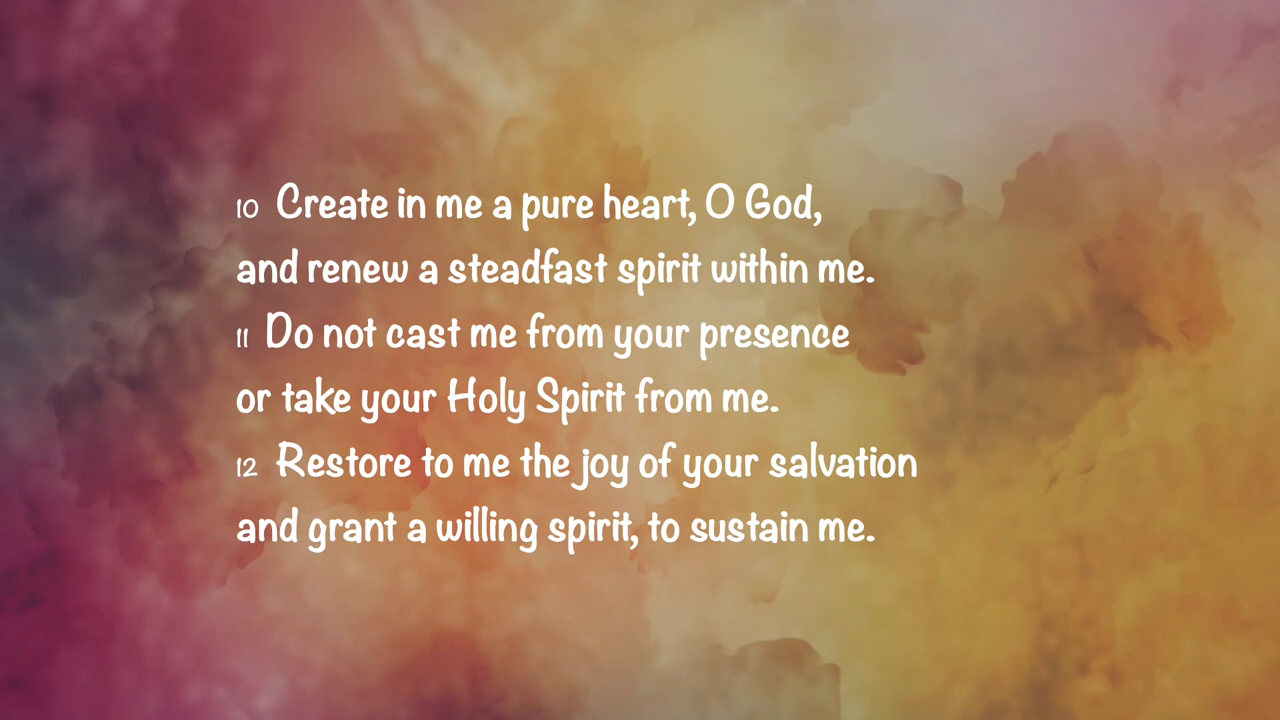 10 Create in me a pure heart, O God,
and renew a steadfast spirit within me.
11 Do not cast me from your presence
or take your Holy Spirit from me.
12 Restore to me the joy of your salvation
and grant a willing spirit, to sustain me.